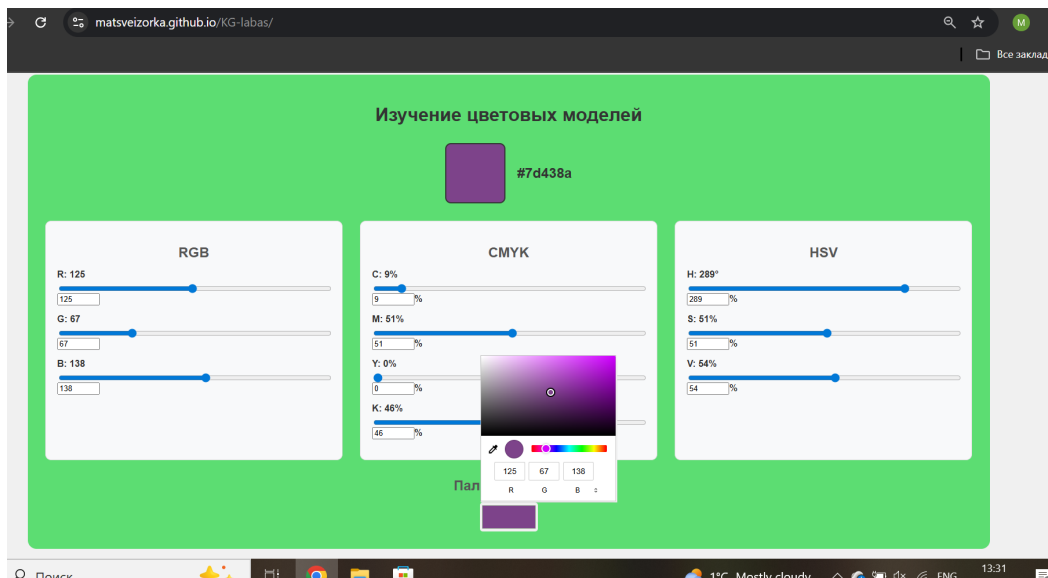 matsveizorka.github.io/KG-labas/
M
Все заклад
Изучение цветовых моделей
#7d438a
RGB
R: 125
125
G: 67
67
B: 138
138
CMYK
C: 9%
9 %
M: 51%
51 %
Y: 0%
0 %
K: 46%
46 %
HSV
H: 289°
289 %
S: 51%
51 %
V: 54%
54 %
125 67 138
R G B
Пал
Поиск
1°C Mostly cloudy
ENG
13:31